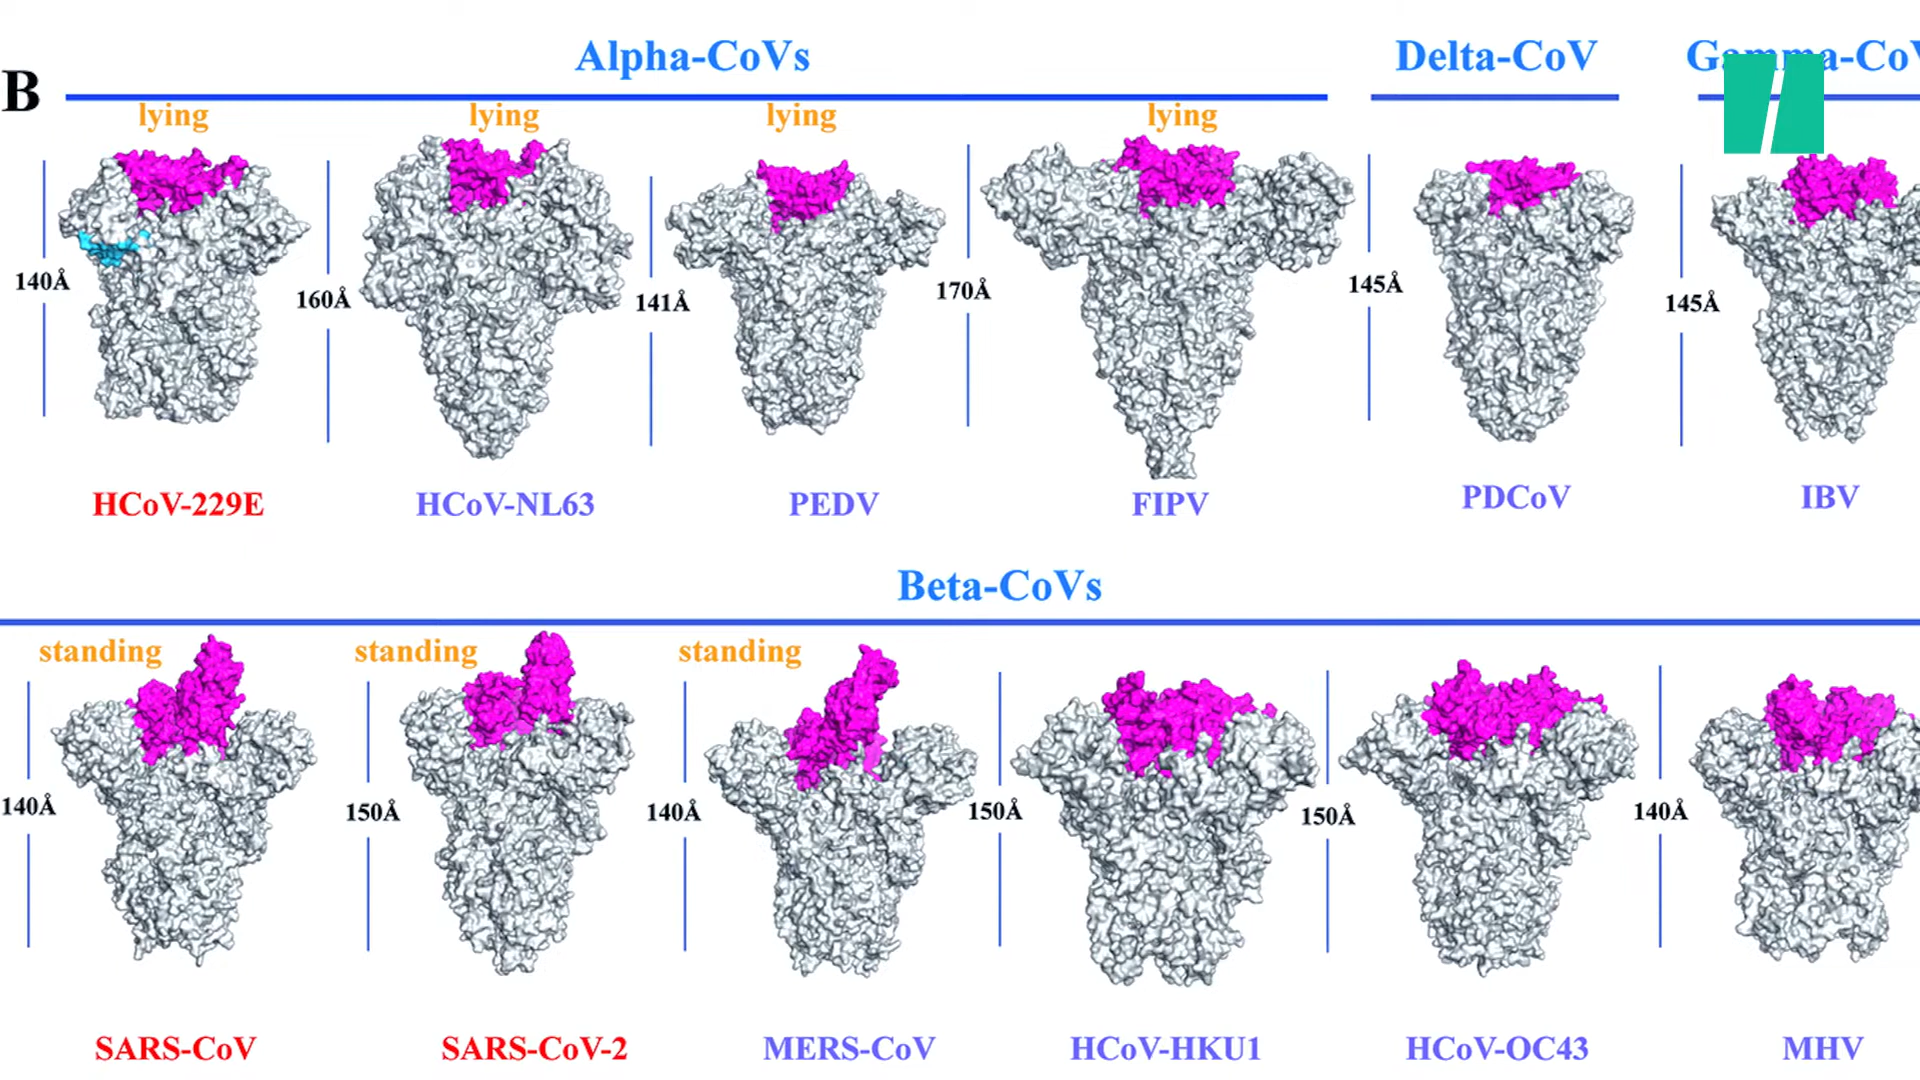 B
Alpha-CoVs
Delta-CoV
lying
lying
lying
lying
140Å
160Å
141Å
170Å
145Å
145Å
HCoV-229E
HCoV-NL63
PEDV
FIPV
PDCoV
IBV
Beta-CoVs
standing
standing
standing
140Å
150Å
140Å
150Å
150Å
140Å
SARS-CoV
SARS-CoV-2
MERS-CoV
HCoV-HKU1
HCoV-OC43
MHV